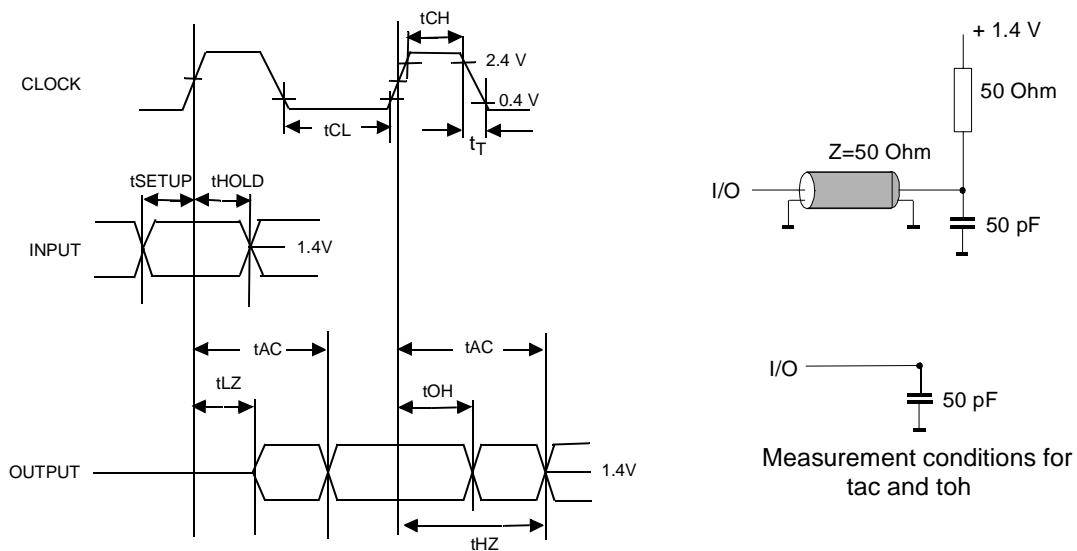 tCH
2.4 V
CLOCK
0.4 V
tCL
tT
tSETUP
tHOLD
INPUT
1.4V
tAC
tAC
tLZ
tOH
OUTPUT
1.4V
tHZ
+ 1.4 V
50 Ohm
Z=50 Ohm
I/O
50 pF
I/O
50 pF
Measurement conditions for
tac and toh